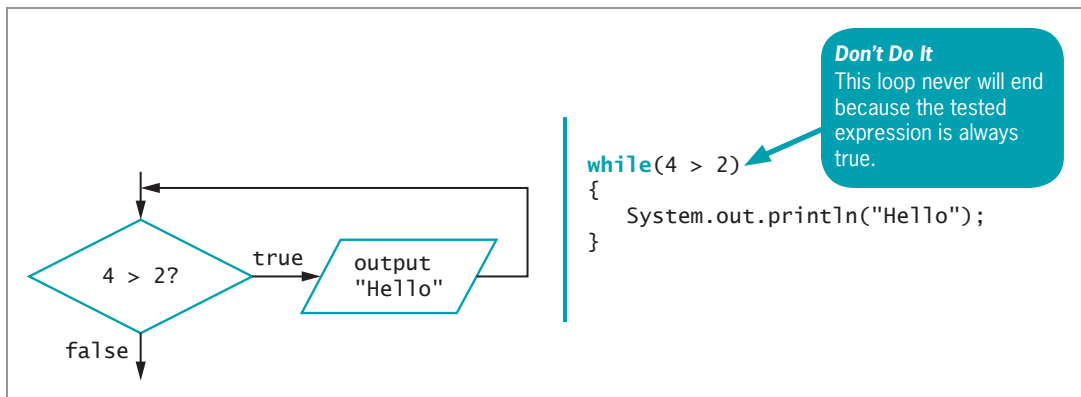 Don't Do It
This loop never will end
because the tested
expression is always
true.
while(4 > 2)
{
   System.out.println("Hello");
}
4 > 2?
true
output
"Hello"
false